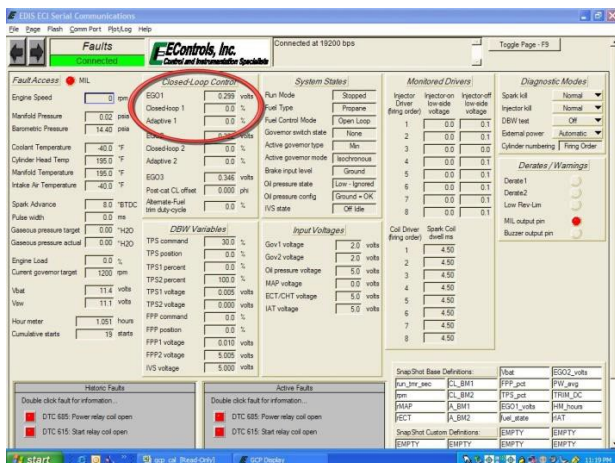 EDIS ECI Serial Communications
File Page Flash Comm Port Plot/Log Help
Faults
Connected
EControls, Inc.
Control and Instrumentation Specialists
Connected at 19200 bps
Toggle Page - F9
Fault Access MIL
Engine Speed 0 rpm
Manifold Pressure 0.02 psia
Barometric Pressure 14.40 psia
Coolant Temperature -40.0 °F
Cylinder Head Temp 195.0 °F
Manifold Temperature 195.0 °F
Intake Air Temperature -40.0 °F
Spark Advance 8.0 °BTDC
Pulse width 0.0 ms
Gaseous pressure target 0.00 "H2O
Gaseous pressure actual 0.00 "H2O
Engine Load 0.0 %
Current governor target 1200 rpm
Vbat 11.4 volts
Vsw 11.1 volts
Hour meter 1.051 hours
Cumulative starts 19 starts
Closed-Loop Control
EGO1 0.299 volts
Closed-loop 1 0.0 %
Adaptive 1 0.0 %
volts
Closed-loop 2 0.0 %
Adaptive 2 0.0 %
EGO3 0.346 volts
Post-cat CL offset 0.000 phi
Alternate-Fuel
trim duty-cycle 0.0 %
DBW Variables
TPS command 30.0 %
TPS position 0.0 %
TPS1 percent 0.0 %
TPS2 percent 100.0 %
TPS1 voltage 0.005 volts
TPS2 voltage 0.000 volts
FPP command 0.0 %
FPP position 0.0 %
FPP1 voltage 0.010 volts
FPP2 voltage 5.005 volts
IVS voltage 5.000 volts
System States
Run Mode Stopped
Fuel Type Propane
Fuel Control Mode Open Loop
Governor switch state None
Active governor type Min
Active governor mode Isochronous
Brake input level Ground
Oil pressure state Low - Ignored
Oil pressure config Ground = OK
IVS state Off Idle
Input Voltages
Gov1 voltage 2.0 volts
Gov2 voltage 2.0 volts
Oil pressure voltage 5.0 volts
MAP voltage 0.0 volts
ECT/CHT voltage 5.0 volts
IAT voltage 5.0 volts
Monitored Drivers
Injector Driver (firing order) Injector-on low-side voltage Injector-off low-side voltage
1 0.0 0.1
2 0.0 0.1
3 0.0 0.0
4 0.0 0.1
5 0.0 0.1
6 0.0 0.1
7 0.0 0.1
8 0.0 0.1
Coil Driver (firing order) Spark Coil dwell ms
1 4.50
2 4.50
3 4.50
4 4.50
5 4.50
6 4.50
7 4.50
8 4.50
Diagnostic Modes
Spark kill Normal
Injector kill Normal
DBW test Off
External power Automatic
Cylinder numbering Firing Order
Derates / Warnings
Derate1
Derate2
Low Rev-Lim
MIL output pin
Buzzer output pin
Historic Faults
Double click fault for information...
DTC 685: Power relay coil open
DTC 615: Start relay coil open
Active Faults
Double click fault for information...
DTC 685: Power relay coil open
DTC 615: Start relay coil open
SnapShot Base Definitions: Vbat EGO2_volts
run_tmr_sec CL_BM1 FPP_pct PW_avg
rpm CL_BM2 TPS_pct TRIM_DC
rMAP A_BM1 EGO1_volts HM_hours
rECT A_BM2 fuel_state rIAT
SnapShot Custom Definitions: EMPTY EMPTY
EMPTY EMPTY EMPTY EMPTY
start
gcp_cal [Read-Only]
GCP Display
11:19 PM